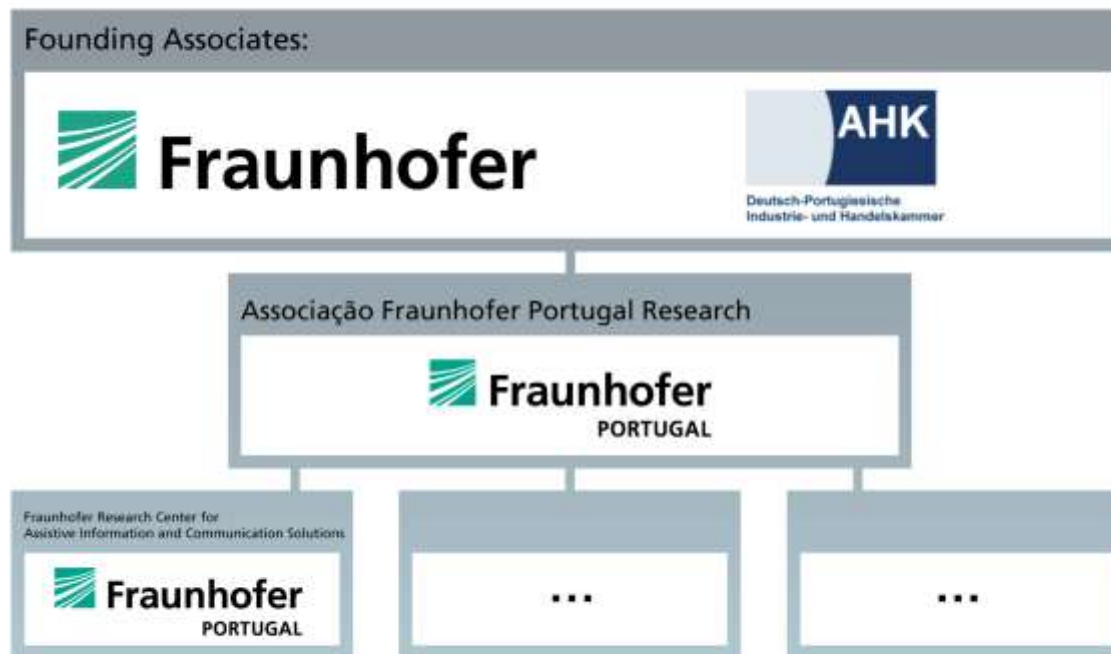 Founding Associates:
Fraunhofer
AHK
Deutsch-Portugiesische
Industrie- und Handelskammer
Associação Fraunhofer Portugal Research
Fraunhofer
PORTUGAL
Fraunhofer Research Center for
Assistive Information and Communication Solutions
Fraunhofer
PORTUGAL
...
...